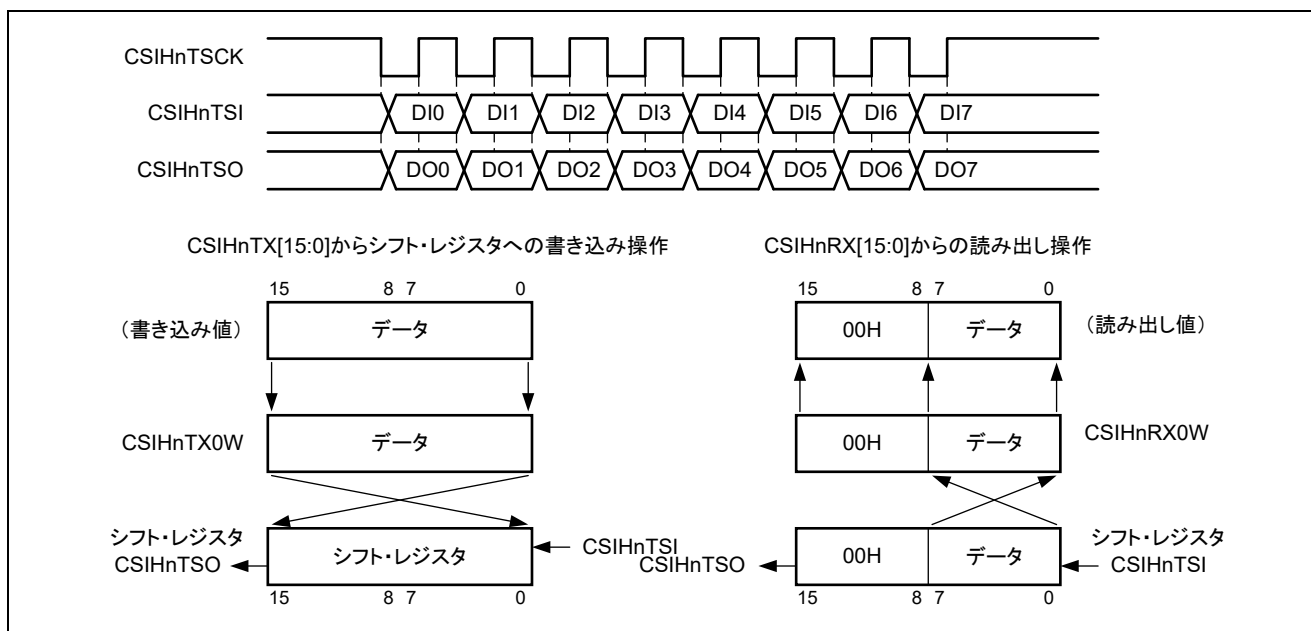 CSIHnTSCK
CSIHnTSI DI0 DI1 DI2 DI3 DI4 DI5 DI6 DI7
CSIHnTSO DO0 DO1 DO2 DO3 DO4 DO5 DO6 DO7
CSIHnTX[15:0]からシフト・レジスタへの書き込み操作
15 8 7 0
(書き込み値) データ
CSIHnTX0W データ
シフト・レジスタ
CSIHnTSO シフト・レジスタ CSIHnTSI
15 8 7 0
CSIHnRX[15:0]からの読み出し操作
15 8 7 0
00H データ (読み出し値)
00H データ CSIHnRX0W
シフト・レジスタ
CSIHnTSO 00H データ CSIHnTSI
15 8 7 0